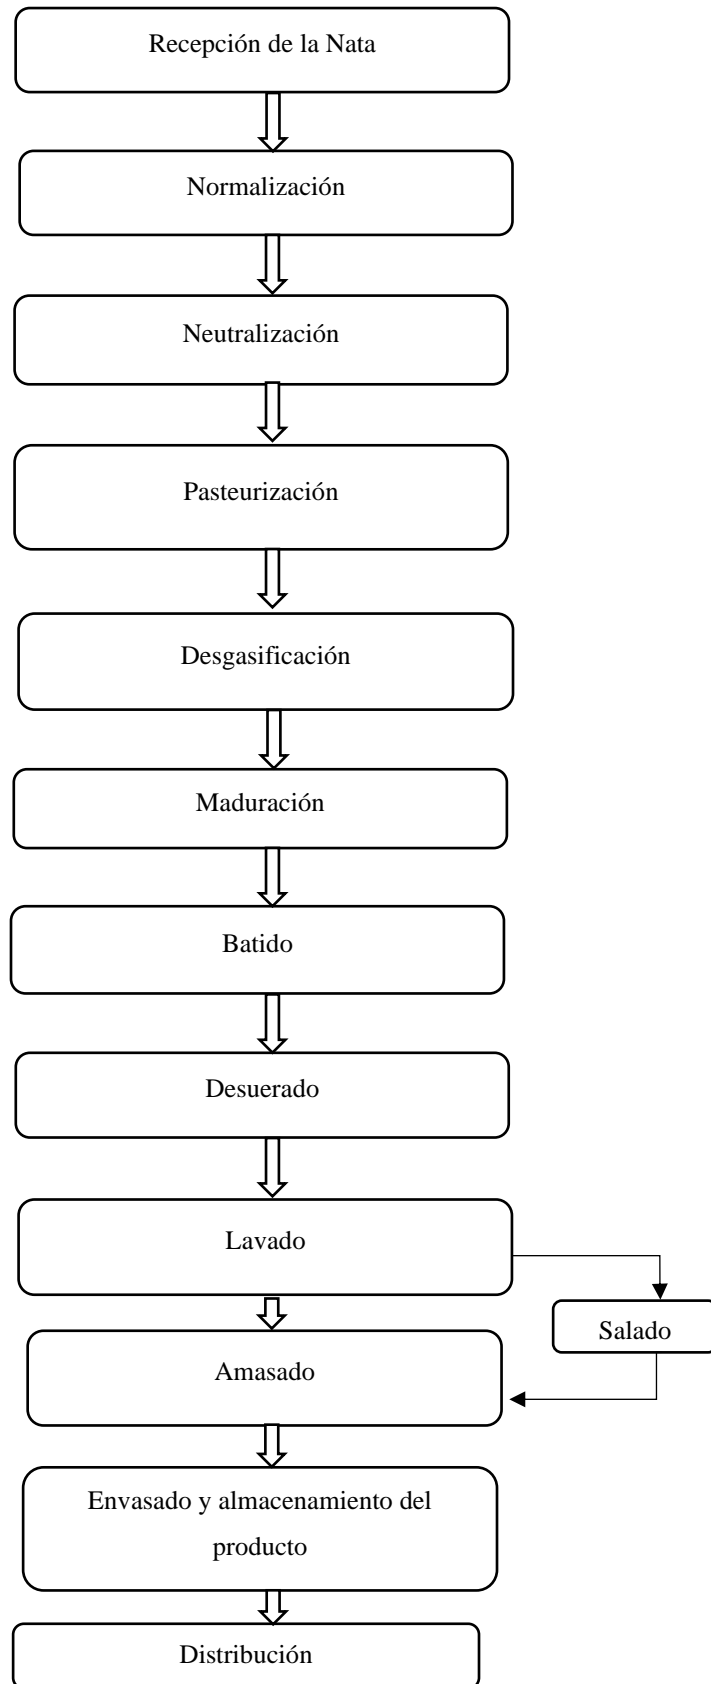 Recepción de la Nata
Normalización
Neutralización
Pasteurización
Desgasificación
Maduración
Batido
Desuerado
Lavado
Salado
Amasado
Envasado y almacenamiento del
producto
Distribución